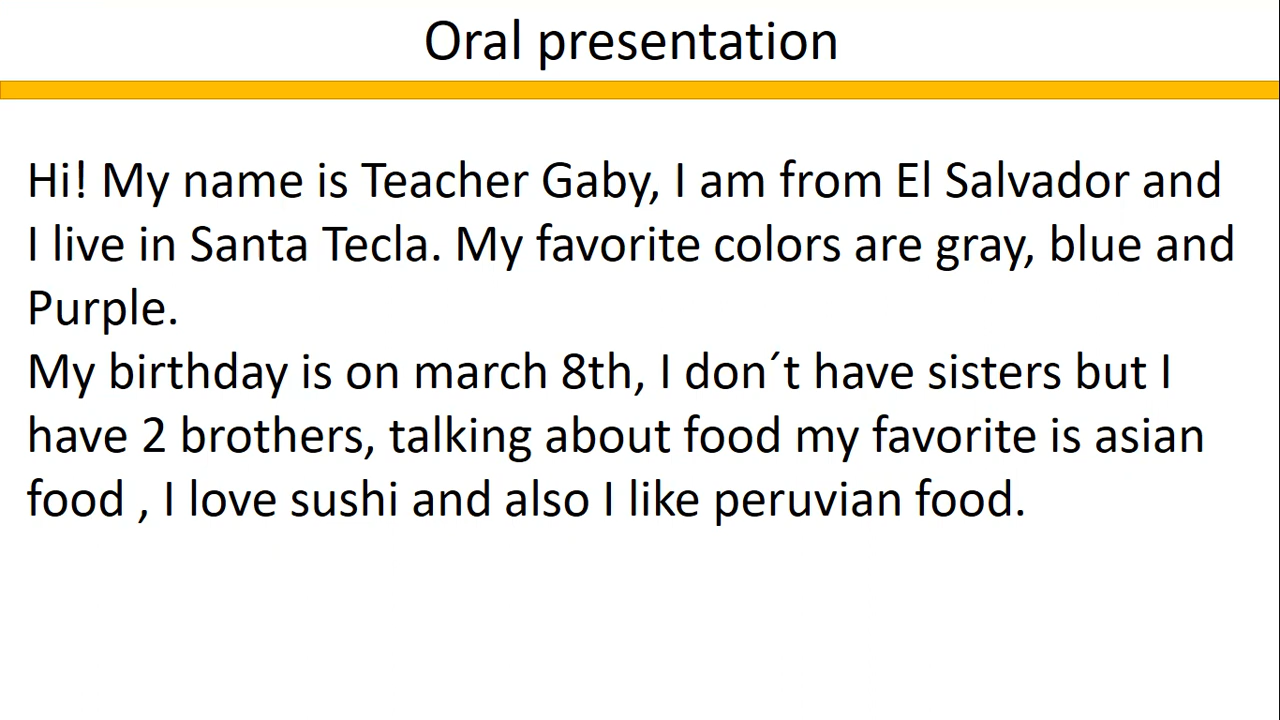 Oral presentation
Hi! My name is Teacher Gaby, I am from El Salvador and
I live in Santa Tecla. My favorite colors are gray, blue and
Purple.
My birthday is on march 8th, I don´t have sisters but I
have 2 brothers, talking about food my favorite is asian
food , I love sushi and also I like peruvian food.